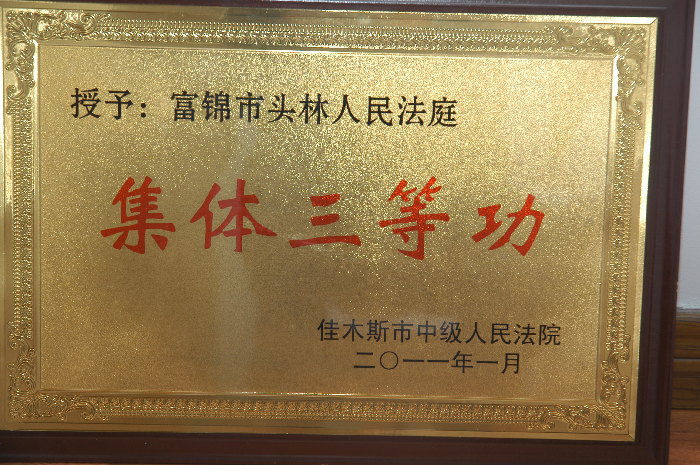 授予：富锦市头林人民法庭
集体三等功
佳木斯市中级人民法院
二〇一一年一月